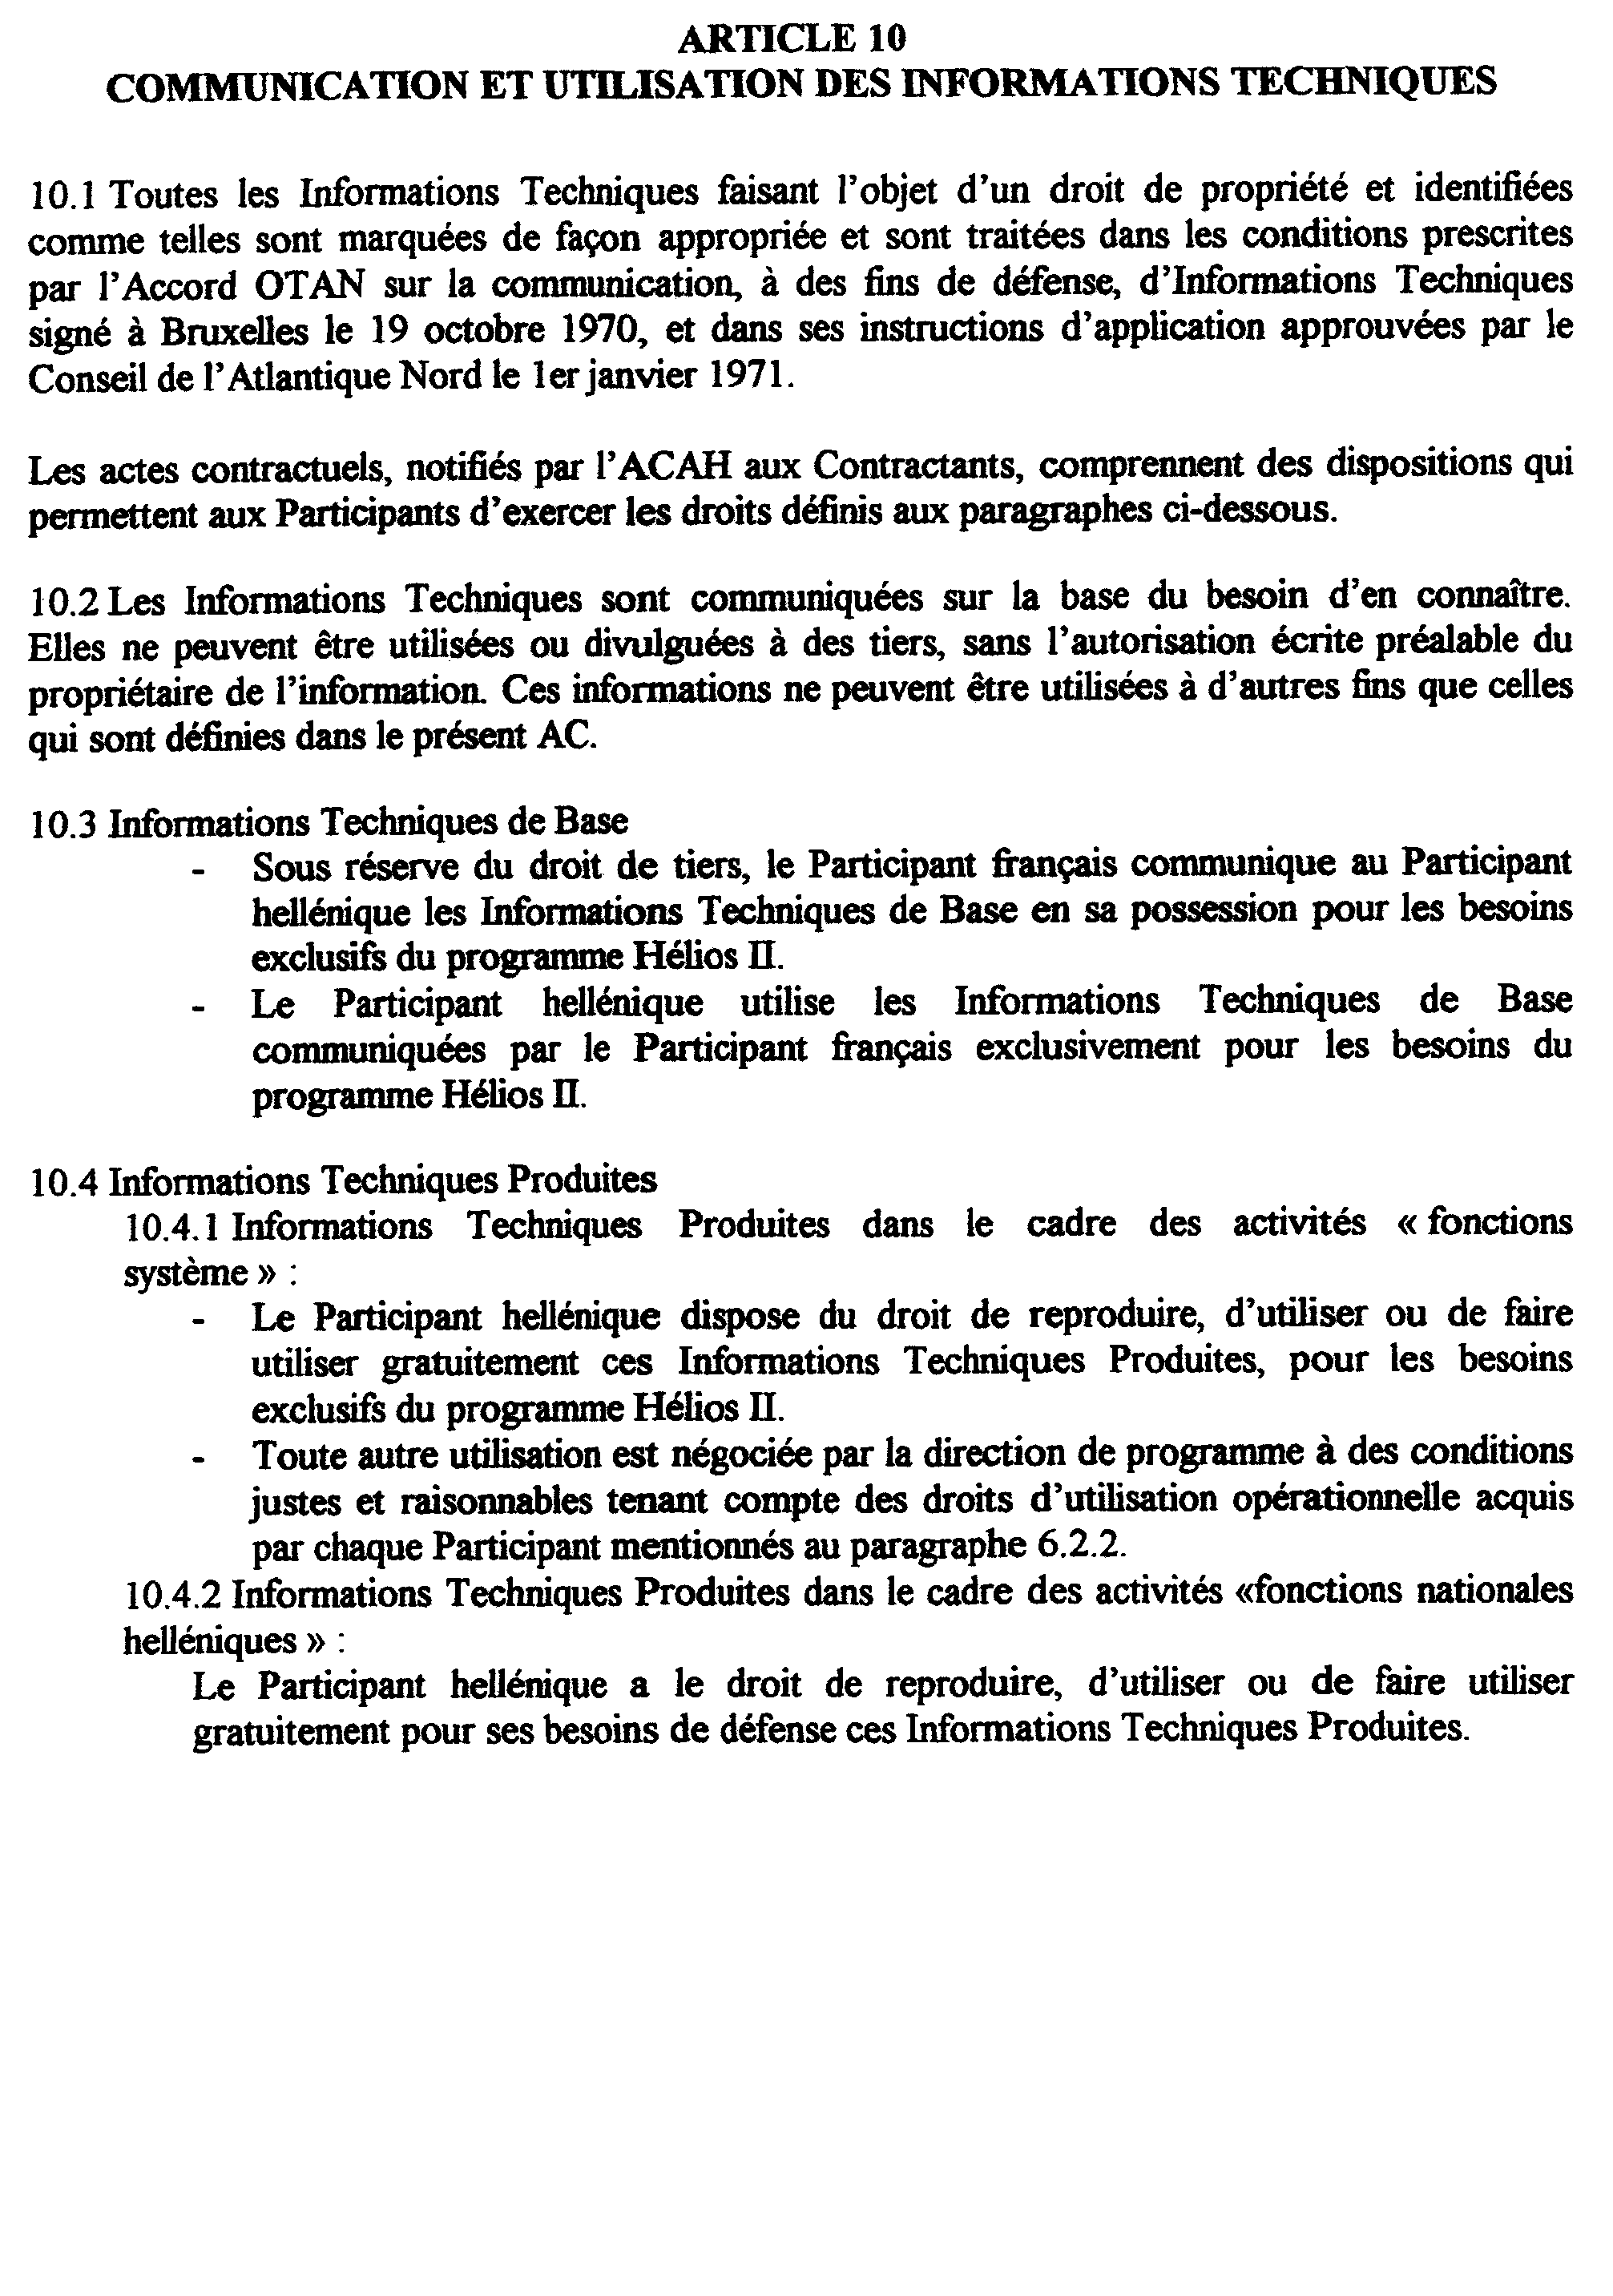 ARTICLE 10
COMMUNICATION ET UTILISATION DES INFORMATIONS TECHNIQUES
10.1 Toutes les Informations Techniques faisant l'objet d'un droit de propriété et identifiées
comme telles sont marquées de façon appropriée et sont traitées dans les conditions prescrites
par l'Accord OTAN sur la communication, à des fins de défense, d'Informations Techniques
signé à Bruxelles le 19 octobre 1970, et dans ses instructions d'application approuvées par le
Conseil de l'Atlantique Nord le 1er janvier 1971.
Les actes contractuels, notifiés par l'ACAH aux Contractants, comprennent des dispositions qui
permettent aux Participants d'exercer les droits définis aux paragraphes ci-dessous.
10.2 Les Informations Techniques sont communiquées sur la base du besoin d'en connaître.
Elles ne peuvent être utilisées ou divulguées à des tiers, sans l'autorisation écrite préalable du
propriétaire de l'information. Ces informations ne peuvent être utilisées à d'autres fins que celles
qui sont définies dans le présent AC.
10.3 Informations Techniques de Base
- Sous réserve du droit de tiers, le Participant français communique au Participant
hellénique les Informations Techniques de Base en sa possession pour les besoins
exclusifs du programme Hélios II.
- Le Participant hellénique utilise les Informations Techniques de Base
communiquées par le Participant français exclusivement pour les besoins du
programme Hélios II.
10.4 Informations Techniques Produites
10.4.1 Informations Techniques Produites dans le cadre des activités « fonctions
système » :
- Le Participant hellénique dispose du droit de reproduire, d'utiliser ou de faire
utiliser gratuitement ces Informations Techniques Produites, pour les besoins
exclusifs du programme Hélios II.
- Toute autre utilisation est négociée par la direction de programme à des conditions
justes et raisonnables tenant compte des droits d'utilisation opérationnelle acquis
par chaque Participant mentionnés au paragraphe 6.2.2.
10.4.2 Informations Techniques Produites dans le cadre des activités «fonctions nationales
helléniques » :
Le Participant hellénique a le droit de reproduire, d'utiliser ou de faire utiliser
gratuitement pour ses besoins de défense ces Informations Techniques Produites.